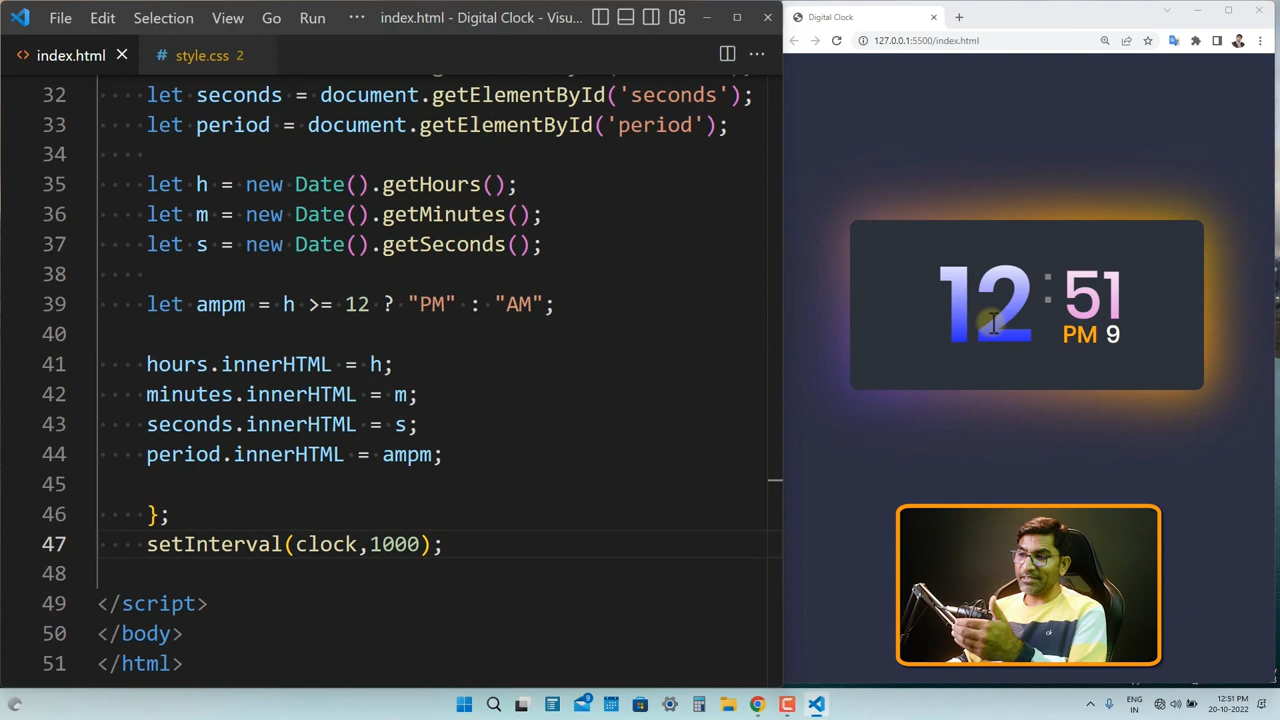 File Edit Selection View Go Run ··· index.html - Digital Clock - Visu...
index.html
style.css 2
32 let seconds = document.getElementById('seconds');
33 let period = document.getElementById('period');
34
35 let h = new Date().getHours();
36 let m = new Date().getMinutes();
37 let s = new Date().getSeconds();
38
39 let ampm = h >= 12 ? "PM" : "AM";
40
41 hours.innerHTML = h;
42 minutes.innerHTML = m;
43 seconds.innerHTML = s;
44 period.innerHTML = ampm;
45
46 };
47 setInterval(clock,1000);
48
49 </script>
50 </body>
51 </html>
Digital Clock
127.0.0.1:5500/index.html
12 : 51
PM 9
ENG
IN
12:51 PM
20-10-2022